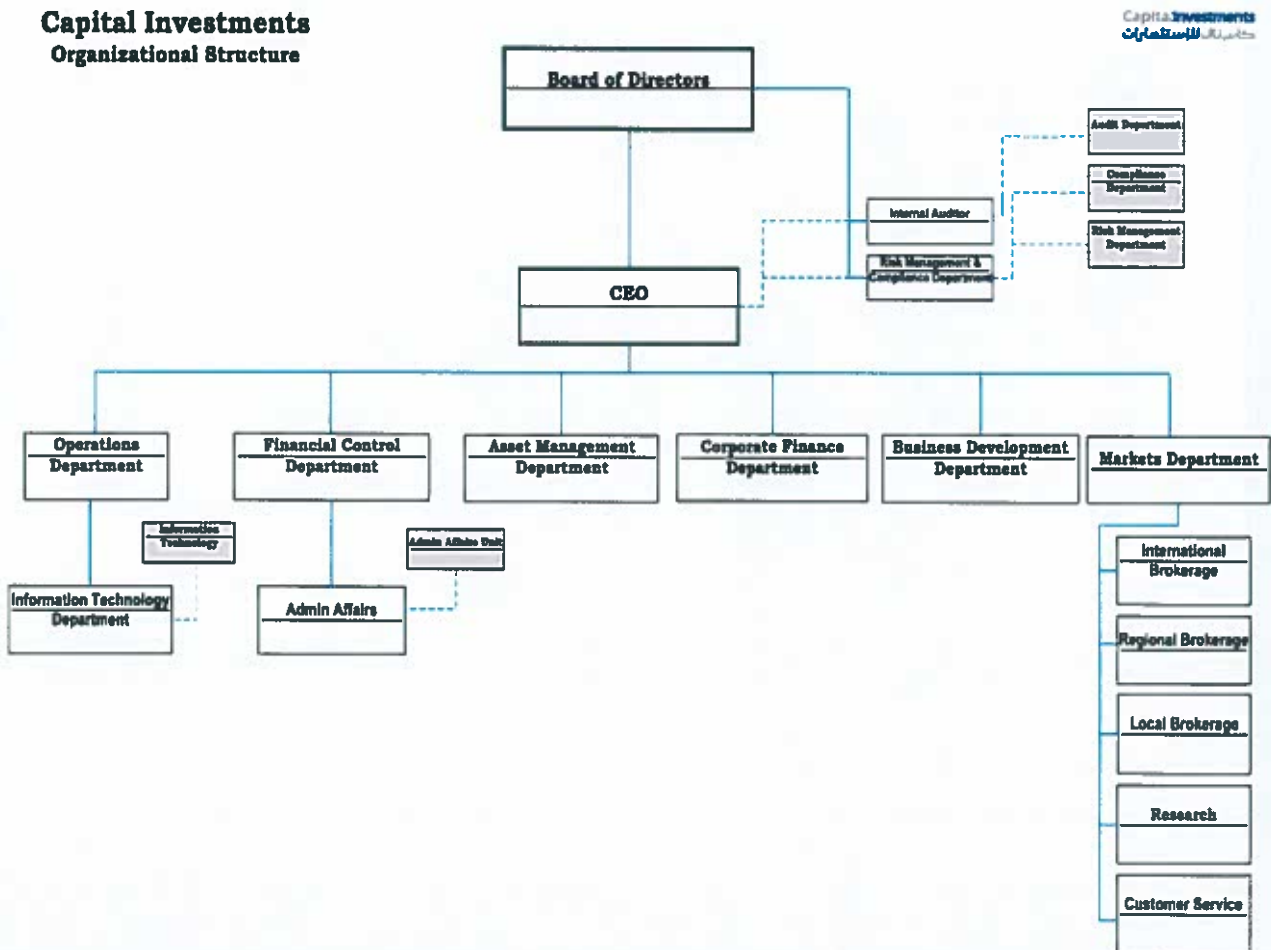 Capital Investments
Organizational Structure
Capital Investments
كابيتال للإستثمارات
Board of Directors
Audit Department
Compliance
Department
Internal Auditor
Risk Management
Department
Risk Management &
Compliance Department
CEO
Operations
Department
Financial Control
Department
Asset Management
Department
Corporate Finance
Department
Business Development
Department
Markets Department
Information
Technology
Admin Affairs Unit
International
Brokerage
Information Technology
Department
Admin Affairs
Regional Brokerage
Local Brokerage
Research
Customer Service